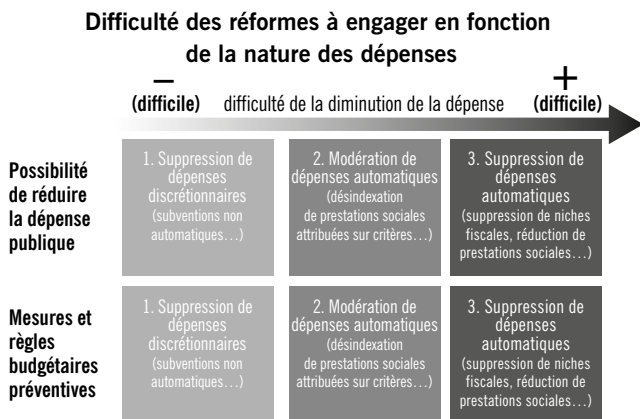 Difficulté des réformes à engager en fonction
de la nature des dépenses
– +
(difficile) difficulté de la diminution de la dépense (difficile)
Possibilité
de réduire
la dépense
publique
1. Suppression de
dépenses
discrétionnaires
(subventions non
automatiques…)
2. Modération de
dépenses automatiques
(désindexation
de prestations sociales
attribuées sur critères…)
3. Suppression de
dépenses
automatiques
(suppression de niches
fiscales, réduction de
prestations sociales…)
Mesures et
règles
budgétaires
préventives
1. Suppression de
dépenses
discrétionnaires
(subventions non
automatiques…)
2. Modération de
dépenses automatiques
(désindexation
de prestations sociales
attribuées sur critères…)
3. Suppression de
dépenses
automatiques
(suppression de niches
fiscales, réduction de
prestations sociales…)